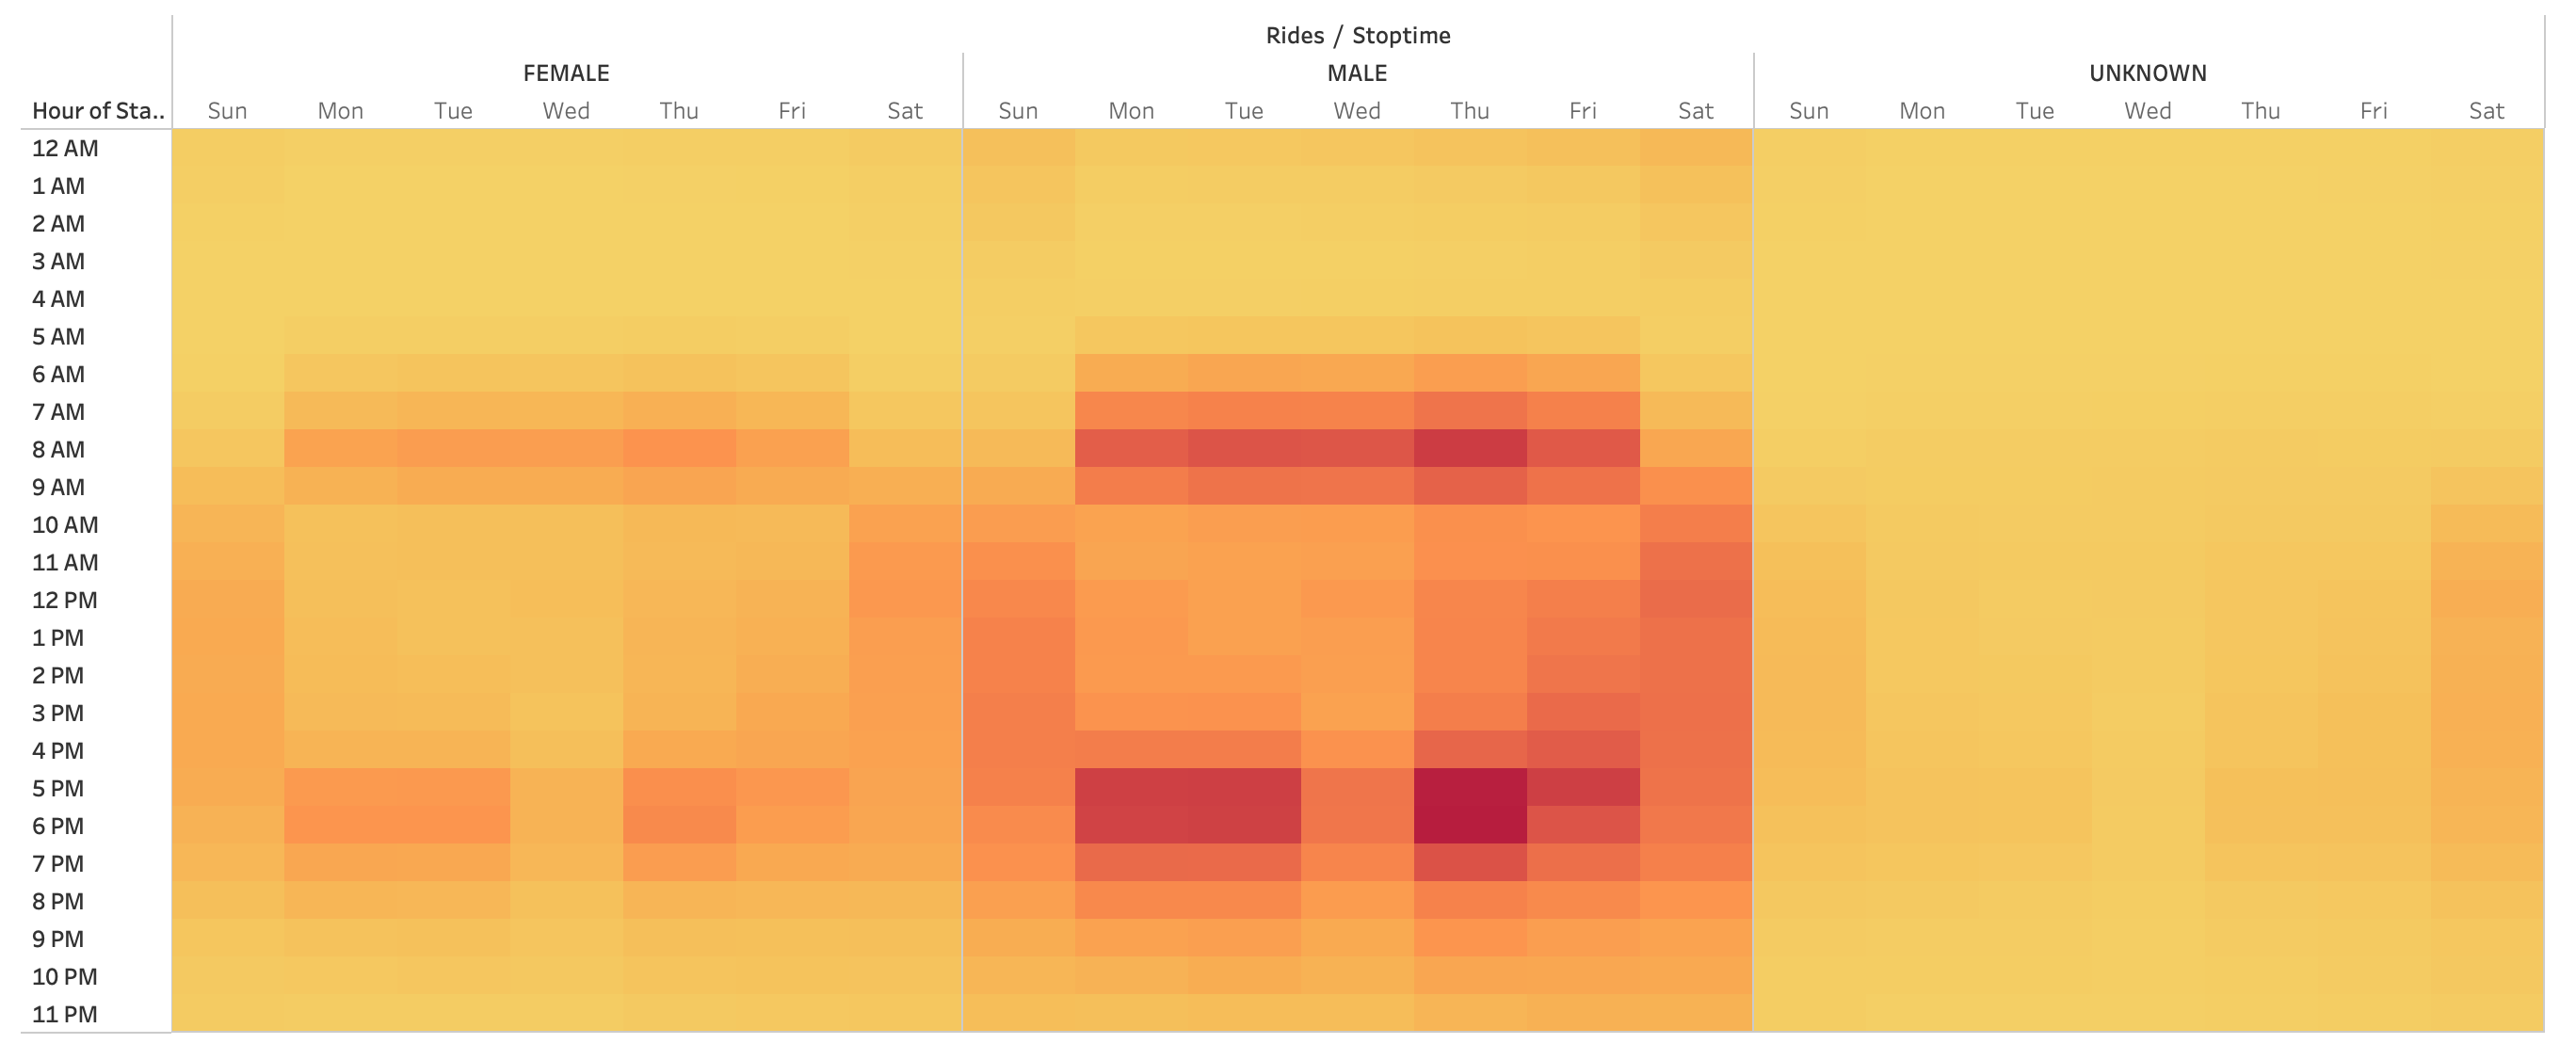 Rides / Stoptime
FEMALE MALE UNKNOWN
Hour of Sta.. Sun Mon Tue Wed Thu Fri Sat Sun Mon Tue Wed Thu Fri Sat Sun Mon Tue Wed Thu Fri Sat
12 AM
1 AM
2 AM
3 AM
4 AM
5 AM
6 AM
7 AM
8 AM
9 AM
10 AM
11 AM
12 PM
1 PM
2 PM
3 PM
4 PM
5 PM
6 PM
7 PM
8 PM
9 PM
10 PM
11 PM